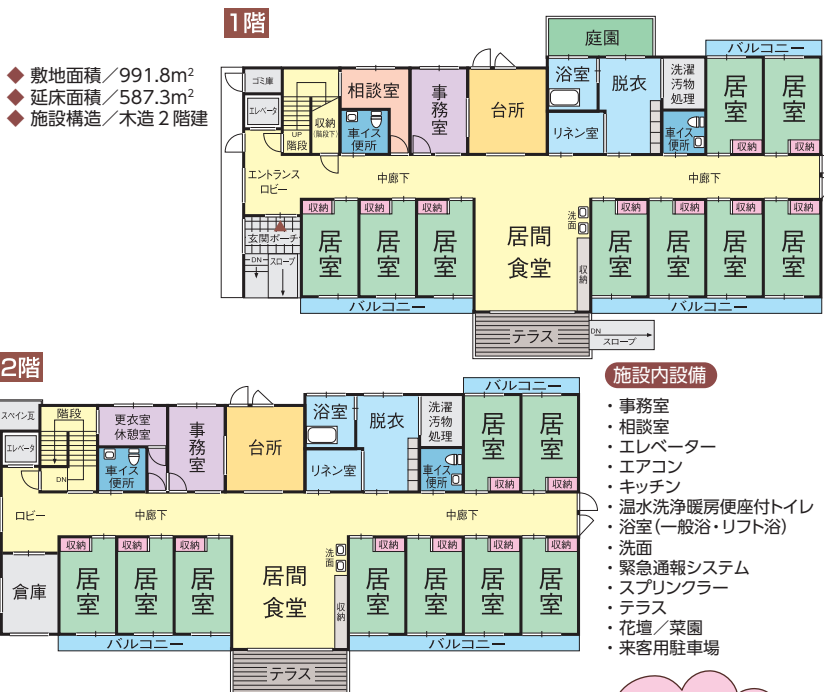 1階
◆ 敷地面積／991.8m²
◆ 延床面積／587.3m²
◆ 施設構造／木造２階建
庭園
バルコニー
ゴミ庫
エレベータ
UP
階段
収納
(階段下)
相談室
車イス
便所
事務室
台所
浴室
脱衣
リネン室
洗濯
汚物
処理
車イス
便所
居室
収納
居室
収納
エントランス
ロビー
中廊下
中廊下
玄関ポーチ
DN
スロープ
収納
居室
収納
居室
収納
居室
居間
食堂
洗面
収納
収納
居室
収納
居室
収納
居室
収納
居室
バルコニー
バルコニー
テラス
DN
スロープ
2階
バルコニー
スペイン瓦
エレベータ
階段
DN
更衣室
休憩室
車イス
便所
事務室
台所
浴室
脱衣
リネン室
洗濯
汚物
処理
車イス
便所
居室
収納
居室
収納
ロビー
中廊下
中廊下
倉庫
収納
居室
収納
居室
収納
居室
居間
食堂
洗面
収納
収納
居室
収納
居室
収納
居室
収納
居室
バルコニー
バルコニー
テラス
施設内設備
・事務室
・相談室
・エレベーター
・エアコン
・キッチン
・温水洗浄暖房便座付トイレ
・浴室(一般浴・リフト浴)
・洗面
・緊急通報システム
・スプリンクラー
・テラス
・花壇／菜園
・来客用駐車場